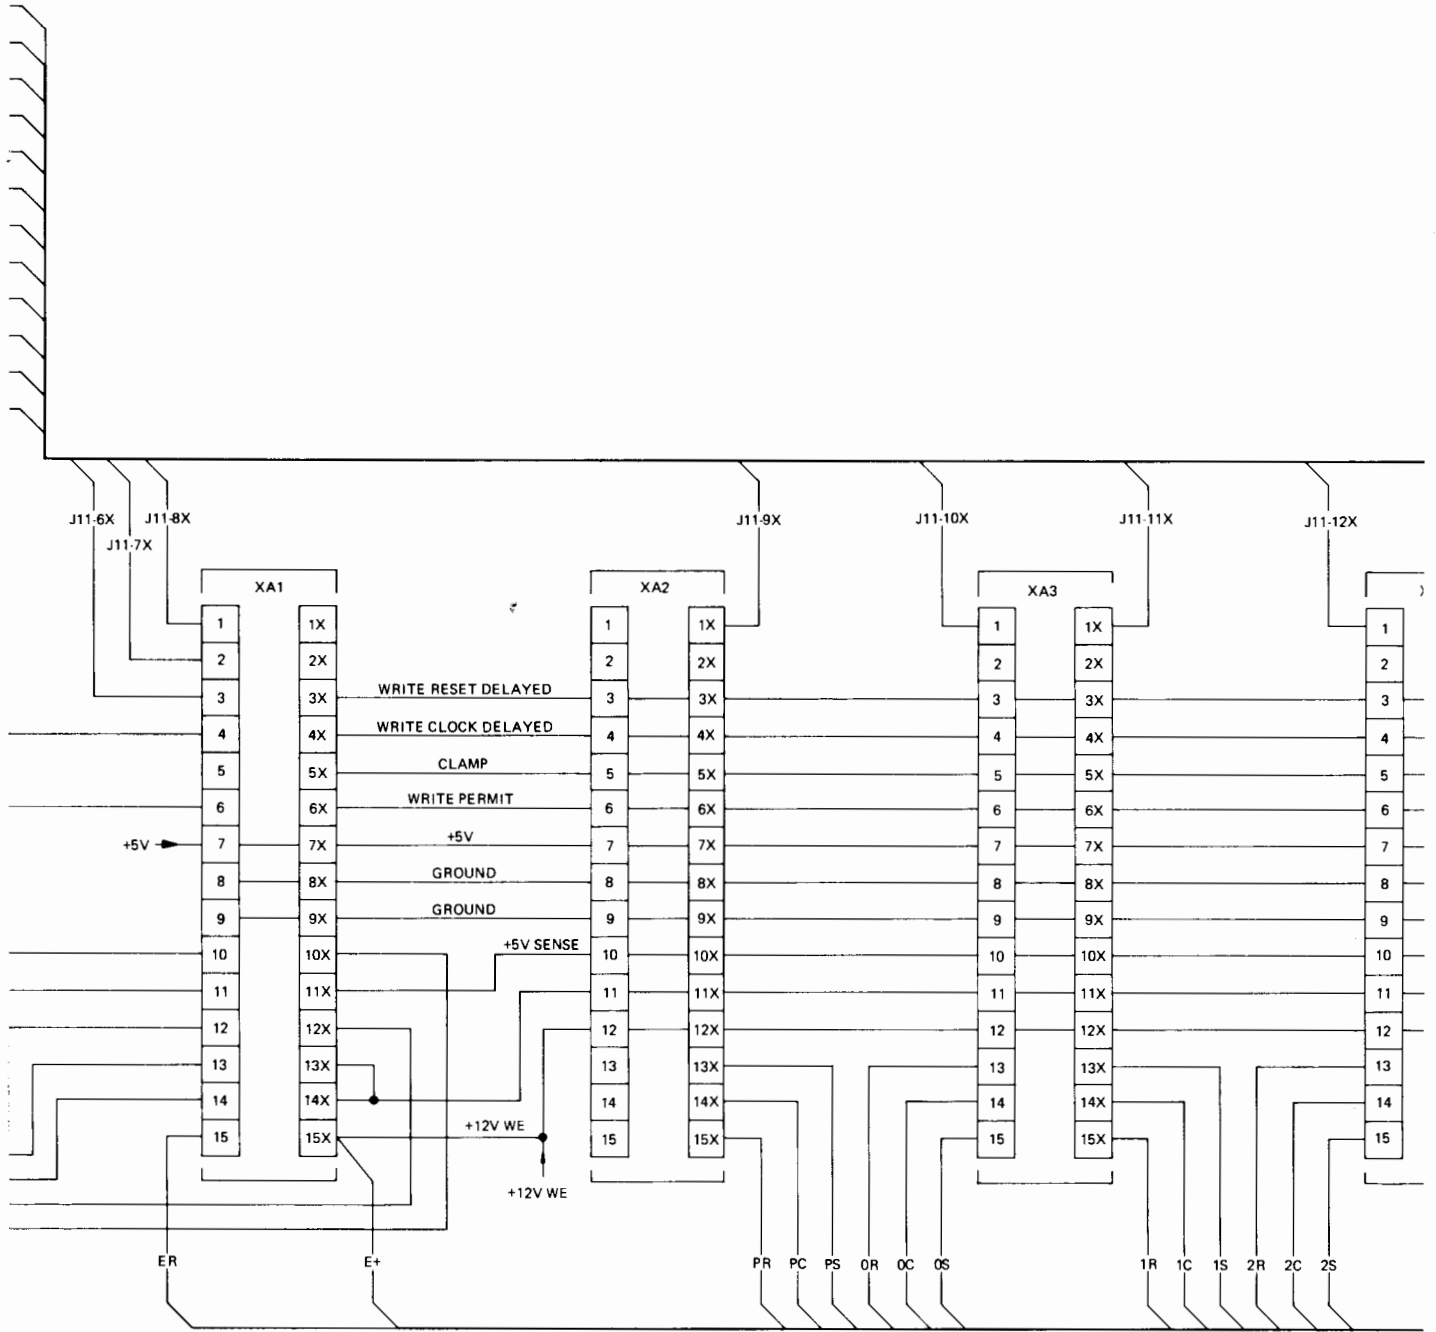 J11-6X J11-8X J11-9X J11-10X J11-11X J11-12X
J11-7X
XA1 XA2 XA3
1 1X 1 1X 1 1X 1
2 2X 2 2X 2 2X 2
3 3X WRITE RESET DELAYED 3 3X 3 3X 3
4 4X WRITE CLOCK DELAYED 4 4X 4 4X 4
5 5X CLAMP 5 5X 5 5X 5
6 6X WRITE PERMIT 6 6X 6 6X 6
+5V 7 7X +5V 7 7X 7 7X 7
8 8X GROUND 8 8X 8 8X 8
9 9X GROUND 9 9X 9 9X 9
10 10X +5V SENSE 10 10X 10 10X 10
11 11X 11 11X 11 11X 11
12 12X 12 12X 12 12X 12
13 13X 13 13X 13 13X 13
14 14X 14 14X 14 14X 14
15 15X +12V WE 15 15X 15 15X 15
+12V WE
ER E+ PR PC PS 0R 0C 0S 1R 1C 1S 2R 2C 2S